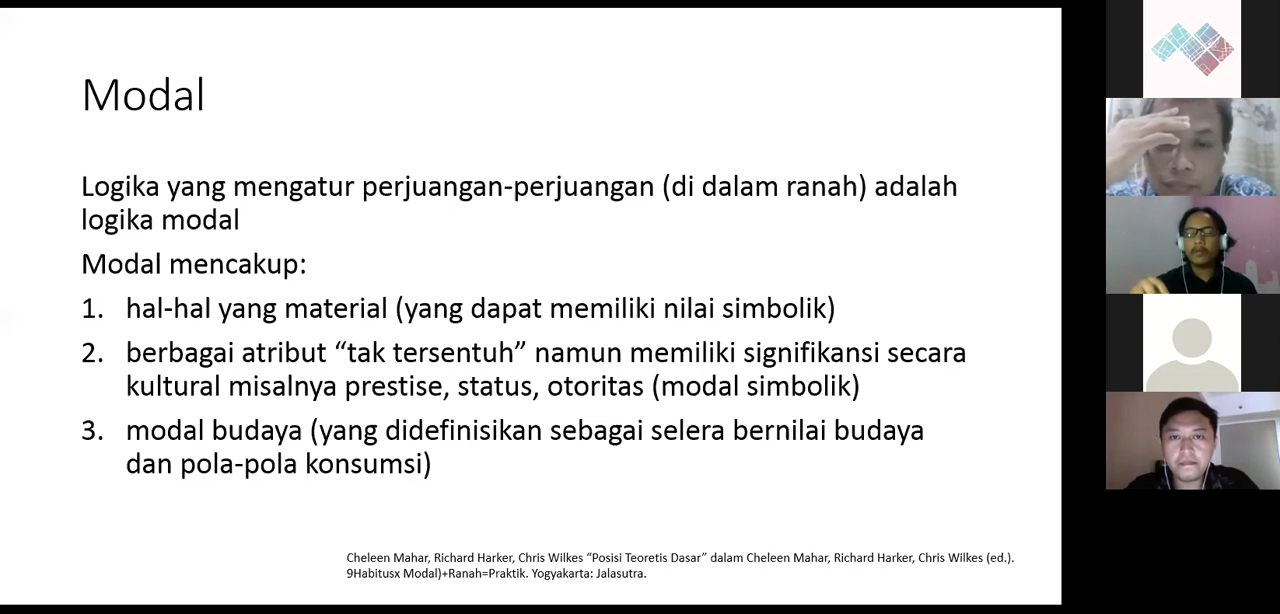 Modal
Logika yang mengatur perjuangan-perjuangan (di dalam ranah) adalah
logika modal
Modal mencakup:
1. hal-hal yang material (yang dapat memiliki nilai simbolik)
2. berbagai atribut “tak tersentuh” namun memiliki signifikansi secara
kultural misalnya prestise, status, otoritas (modal simbolik)
3. modal budaya (yang didefinisikan sebagai selera bernilai budaya
dan pola-pola konsumsi)
Cheleen Mahar, Richard Harker, Chris Wilkes “Posisi Teoretis Dasar” dalam Cheleen Mahar, Richard Harker, Chris Wilkes (ed.).
9Habitusx Modal)+Ranah=Praktik. Yogyakarta: Jalasutra.